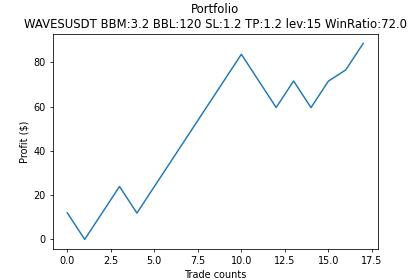 Portfolio
WAVESUSDT BBM:3.2 BBL:120 SL:1.2 TP:1.2 lev:15 WinRatio:72.0
80
60
40
20
0
Profit ($)
0.0 2.5 5.0 7.5 10.0 12.5 15.0 17.5
Trade counts